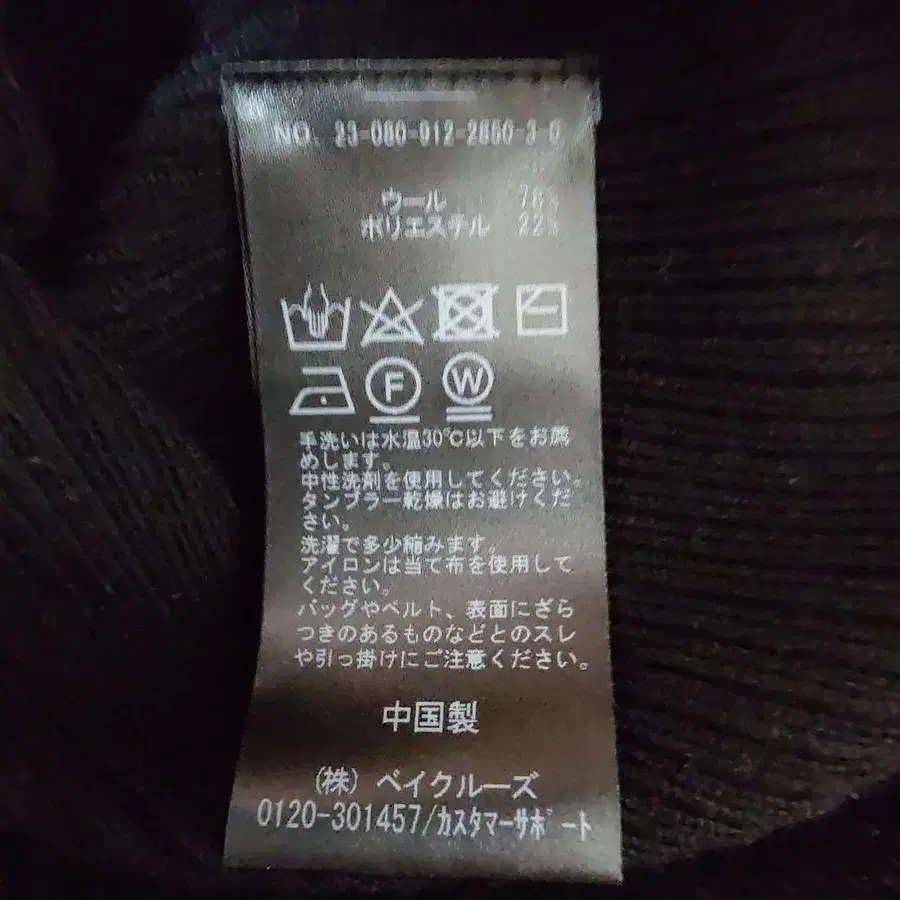 NO. 23-080-012-2850-3-0
ウール 78%
ポリエステル 22%
F W
手洗いは水温30℃以下をお薦
めします。
中性洗剤を使用してください。
タンブラー乾燥はお避けくだ
さい。
洗濯で多少縮みます。
アイロンは当て布を使用して
ください。
バッグやベルト、表面にざら
つきのあるものなどとのスレ
や引っ掛けにご注意ください。
中国製
(株) ベイクルーズ
0120-301457/カスタマーサポート